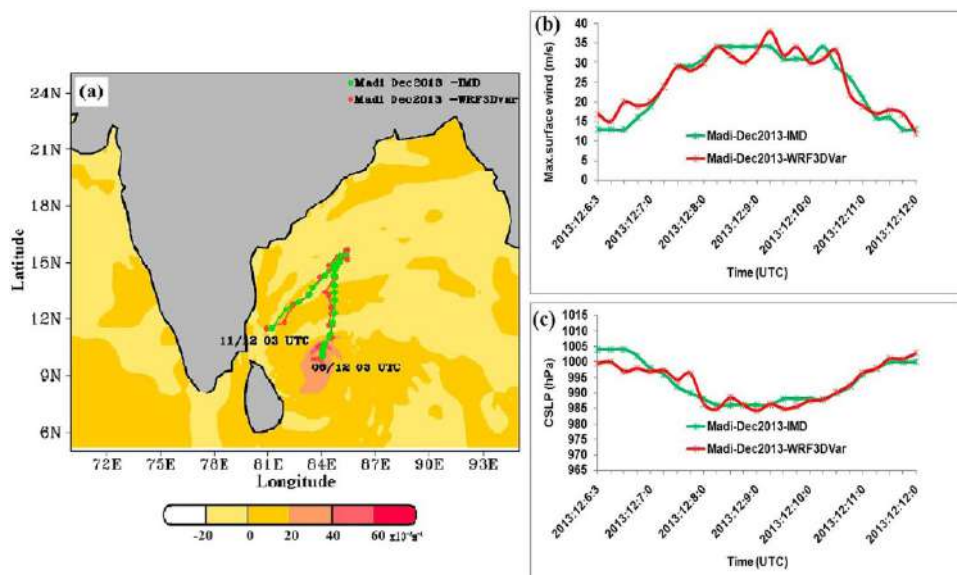 (a)
Madi Dec2013 -IMD
Madi Dec2013 -WRF3DVar
24N
21N
18N
15N
12N
9N
6N
Latitude
11/12 03 UTC
06/12 03 UTC
72E 75E 78E 81E 84E 87E 90E 93E
Longitude
-20 0 20 40 60
(b)
Max.surface wind (m/s)
40
35
30
25
20
15
10
5
0
Madi-Dec2013-IMD
Madi-Dec2013-WRF3DVar
2013:12:6:3
2013:12:7:0
2013:12:8:0
2013:12:9:0
2013:12:10:0
2013:12:11:0
2013:12:12:0
Time (UTC)
(c)
CSLP (hPa)
1015
1010
1005
1000
995
990
985
980
975
970
965
Madi-Dec2013-IMD
Madi-Dec2013-WRF3DVar
2013:12:6:3
2013:12:7:0
2013:12:8:0
2013:12:9:0
2013:12:10:0
2013:12:11:0
2013:12:12:0
Time (UTC)